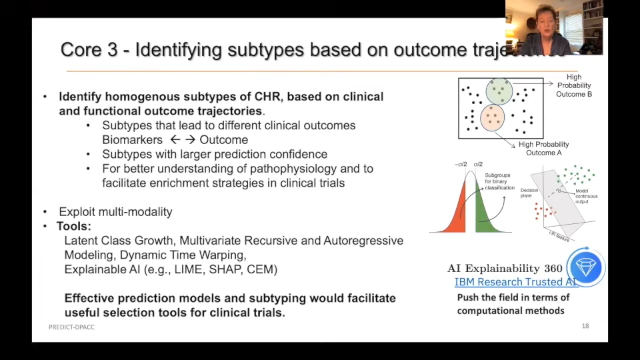 Core 3 - Identifying subtypes based on outcome
• Identify homogenous subtypes of CHR, based on clinical
and functional outcome trajectories.
• Subtypes that lead to different clinical outcomes
Biomarkers ← → Outcome
• Subtypes with larger prediction confidence
• For better understanding of pathophysiology and to
facilitate enrichment strategies in clinical trials
• Exploit multi-modality
• Tools:
Latent Class Growth, Multivariate Recursive and Autoregressive
Modeling, Dynamic Time Warping,
Explainable AI (e.g., LIME, SHAP, CEM)
Effective prediction models and subtyping would facilitate
useful selection tools for clinical trials.
High
Probability
Outcome B
High Probability
Outcome A
-α/2 α/2
Subgroups
for binary
classification
Decision
plane
Model
continuous
output
AI Explainability 360
IBM Research Trusted AI
Push the field in terms of
computational methods
PREDICT-DPACC
18